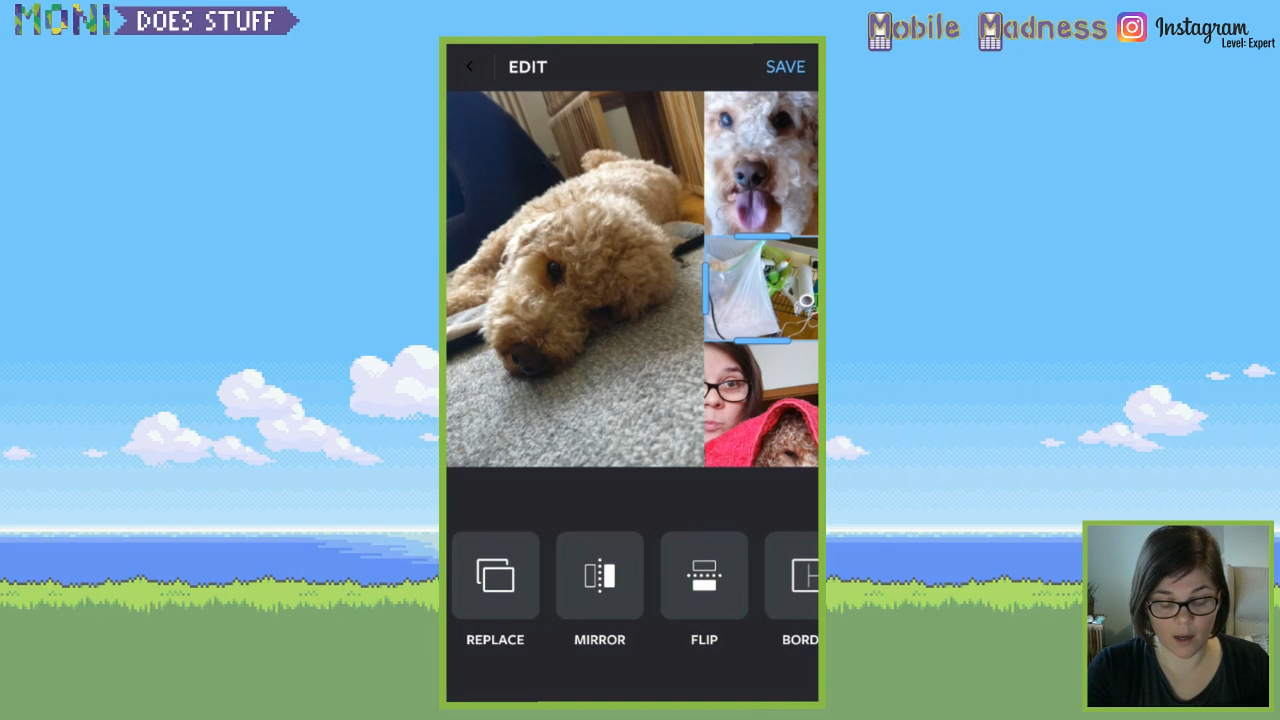 MONI DOES STUFF
Mobile Madness Instagram
Level: Expert
EDIT SAVE
REPLACE MIRROR FLIP BORD